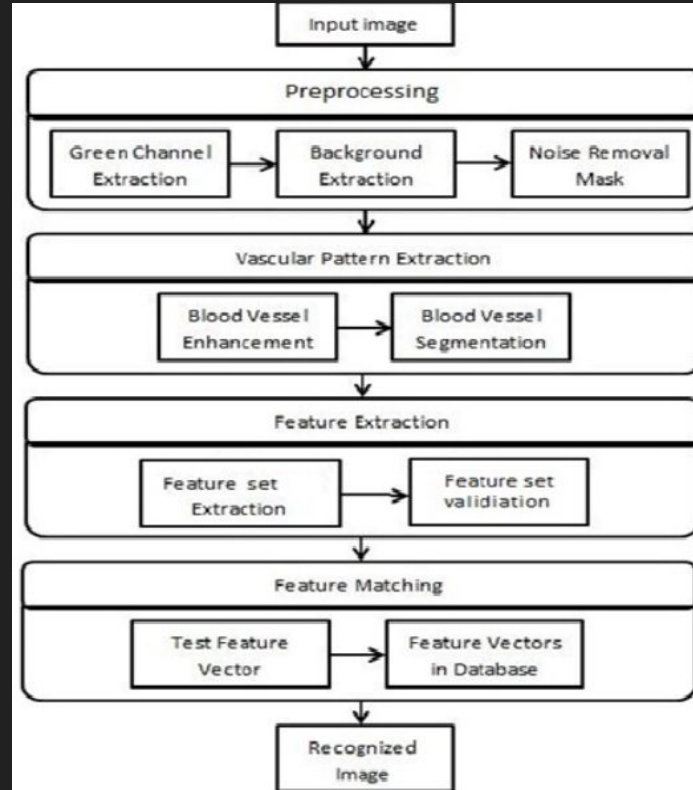 Input image
Preprocessing
Green Channel
Extraction
Background
Extraction
Noise Removal
Mask
Vascular Pattern Extraction
Blood Vessel
Enhancement
Blood Vessel
Segmentation
Feature Extraction
Feature set
Extraction
Feature set
validiation
Feature Matching
Test Feature
Vector
Feature Vectors
in Database
Recognized
Image